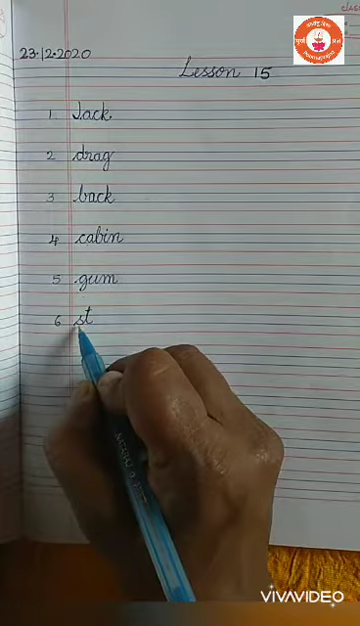 23.12.2020
Lesson 15
1. Jack
2 drag
3 back
4 cabin
5 gum
6 st
VIVAVIDEO